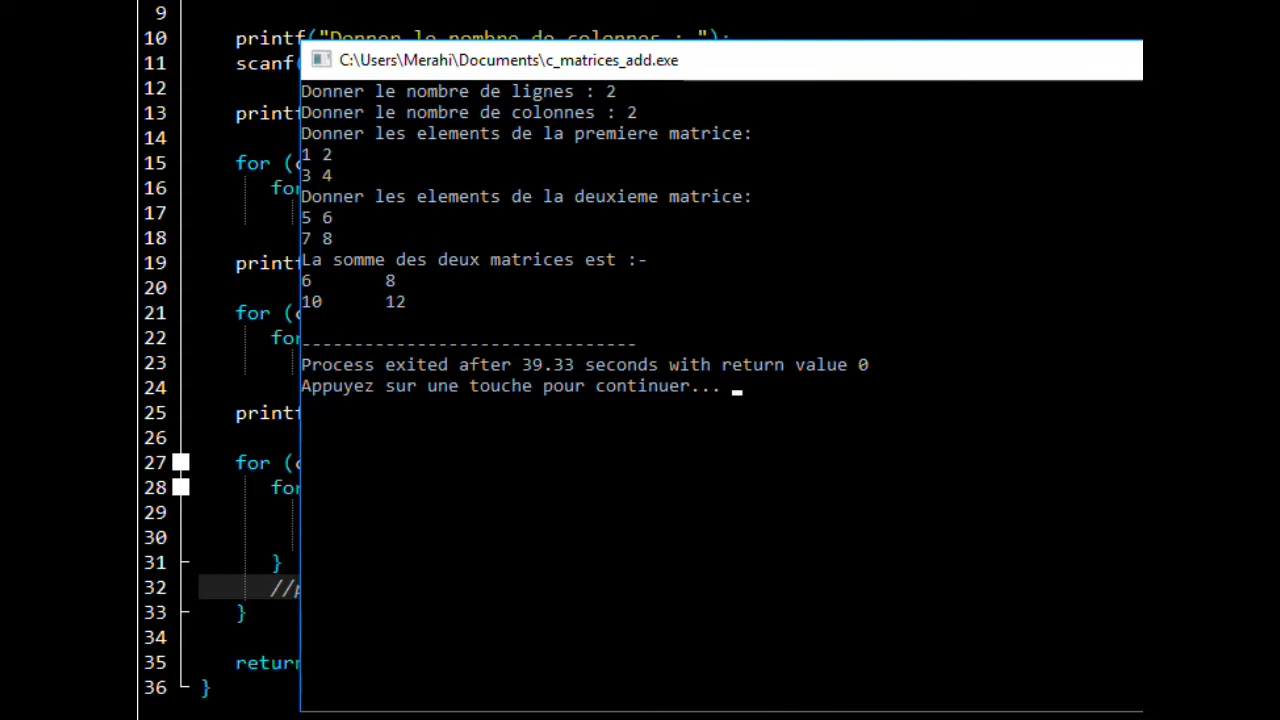 9
10 printf("Donner le nombre de colonnes : ");
11 scanf(
12
13 print
14
15 for (
16 for
17
18
19 print
20
21 for (
22 for
23
24
25 print
26
27 for (
28 for
29
30
31 }
32 //
33 }
34
35 return
36 }
C:\Users\Merahi\Documents\c_matrices_add.exe
Donner le nombre de lignes : 2
Donner le nombre de colonnes : 2
Donner les elements de la premiere matrice:
1 2
3 4
Donner les elements de la deuxieme matrice:
5 6
7 8
La somme des deux matrices est :-
6 8
10 12
--------------------------------
Process exited after 39.33 seconds with return value 0
Appuyez sur une touche pour continuer...